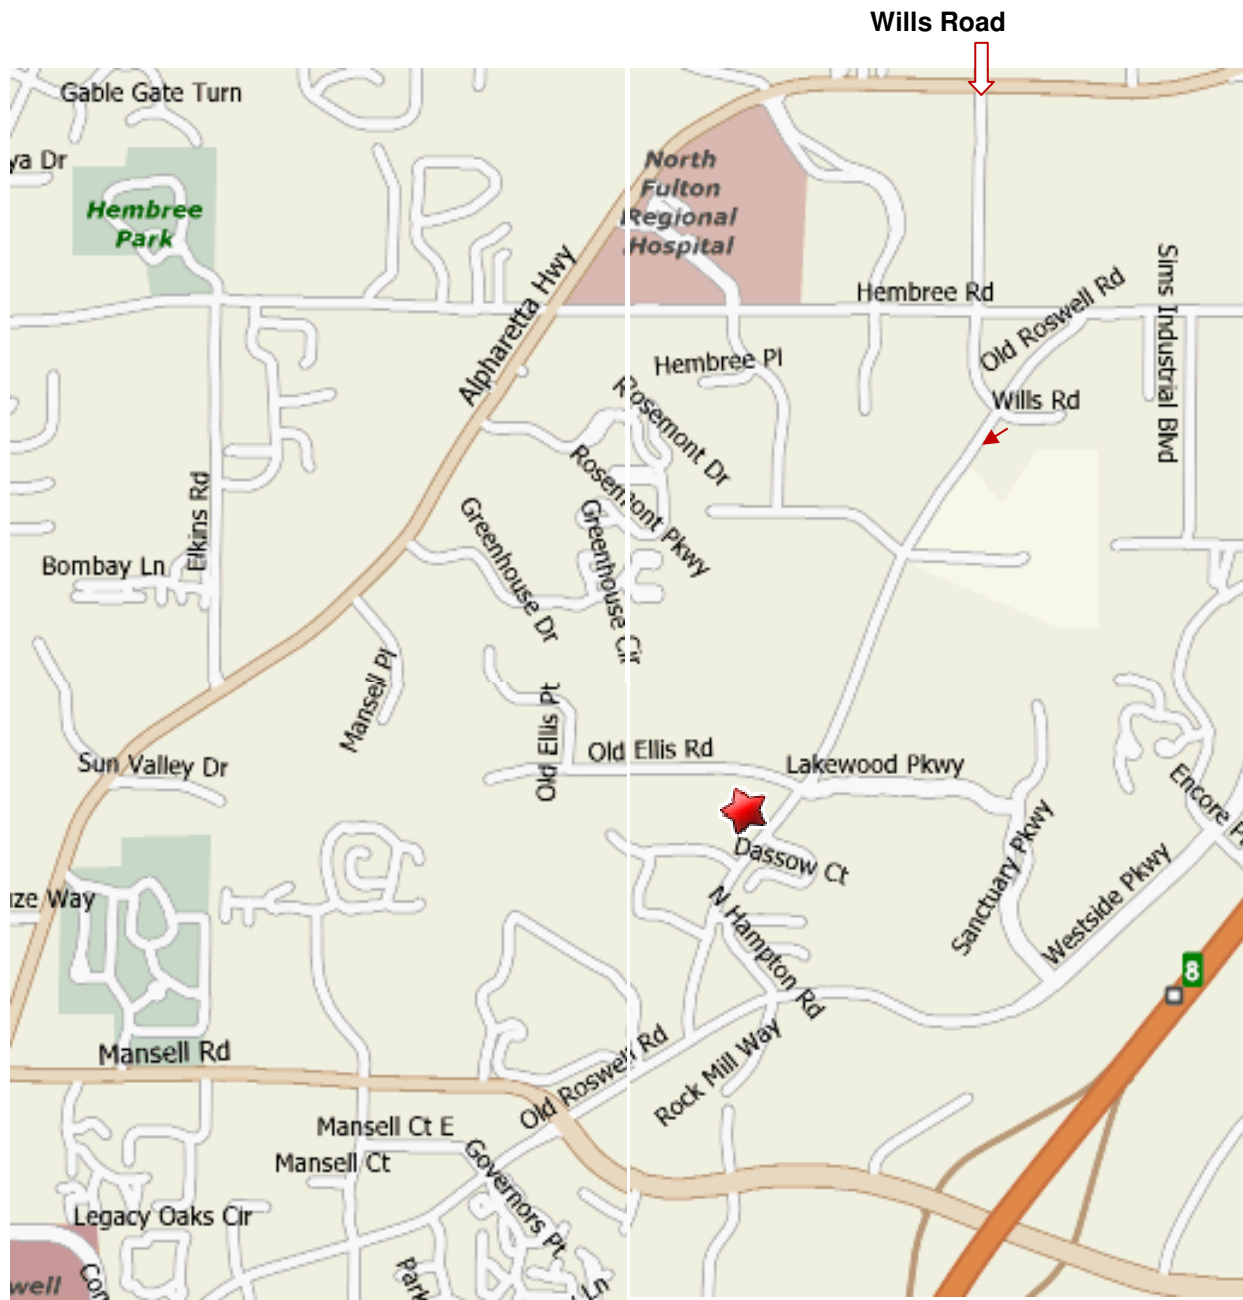 Wills Road
Gable Gate Turn
ya Dr
Hembree
Park
North
Fulton
Regional
Hospital
Alpharetta Hwy
Hembree Rd
Old Roswell Rd
Sims Industrial Blvd
Hembree Pl
Rosemont Dr
Wills Rd
Rosemont Pkwy
Elkins Rd
Greenhouse Dr
Greenhouse Cir
Bombay Ln
Mansell Pl
Old Ellis Pt
Old Ellis Rd
Lakewood Pkwy
Sun Valley Dr
Encore P
Dassow Ct
Sanctuary Pkwy
Westside Pkwy
ize Way
N Hampton Rd
8
Mansell Rd
Old Roswell Rd
Rock Mill Way
Mansell Ct E
Mansell Ct
Governors Pt
Legacy Oaks Cir
well
Con
Park
Ln